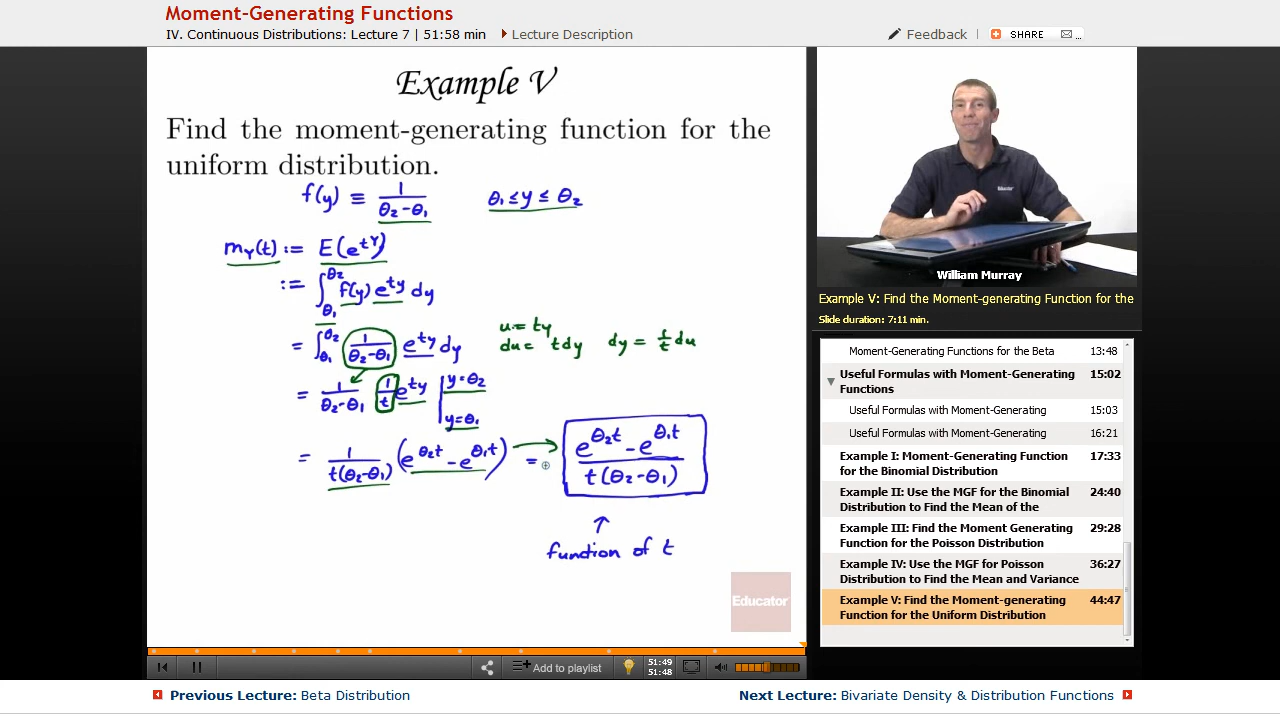 Moment-Generating Functions
IV. Continuous Distributions: Lecture 7 | 51:58 min
Lecture Description
Feedback
SHARE
Example V
Find the moment-generating function for the
uniform distribution.
f(y) ≡ 1/(θ₂-θ₁)    θ₁ ≤ y ≤ θ₂
m_Y(t) := E(e^{tY})
:= ∫_{θ₁}^{θ₂} f(y) e^{ty} dy
= ∫_{θ₁}^{θ₂} 1/(θ₂-θ₁) e^{ty} dy
u = ty
du = t dy    dy = 1/t du
= 1/(θ₂-θ₁) 1/t e^{ty} | y=θ₂
y=θ₁
= 1/(t(θ₂-θ₁)) (e^{θ₂t} - e^{θ₁t}) = (e^{θ₂t} - e^{θ₁t})/(t(θ₂-θ₁))
↑
function of t
Educator
Educator
William Murray
Example V: Find the Moment-generating Function for the
Slide duration: 7:11 min.
Moment-Generating Functions for the Beta 13:48
Useful Formulas with Moment-Generating 15:02
Functions
Useful Formulas with Moment-Generating 15:03
Useful Formulas with Moment-Generating 16:21
Example I: Moment-Generating Function 17:33
for the Binomial Distribution
Example II: Use the MGF for the Binomial 24:40
Distribution to Find the Mean of the
Example III: Find the Moment Generating 29:28
Function for the Poisson Distribution
Example IV: Use the MGF for Poisson 36:27
Distribution to Find the Mean and Variance
Example V: Find the Moment-generating 44:47
Function for the Uniform Distribution
Add to playlist
51:49
51:48
Previous Lecture: Beta Distribution
Next Lecture: Bivariate Density & Distribution Functions